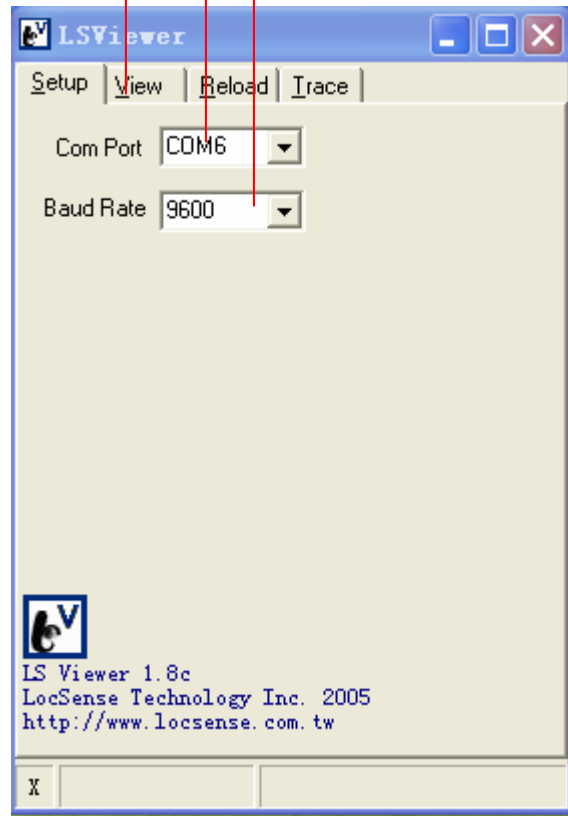 LSViewer
Setup View Reload Trace
Com Port COM6
Baud Rate 9600
V
LS Viewer 1.8c
LocSense Technology Inc. 2005
http://www.locsense.com.tw
X